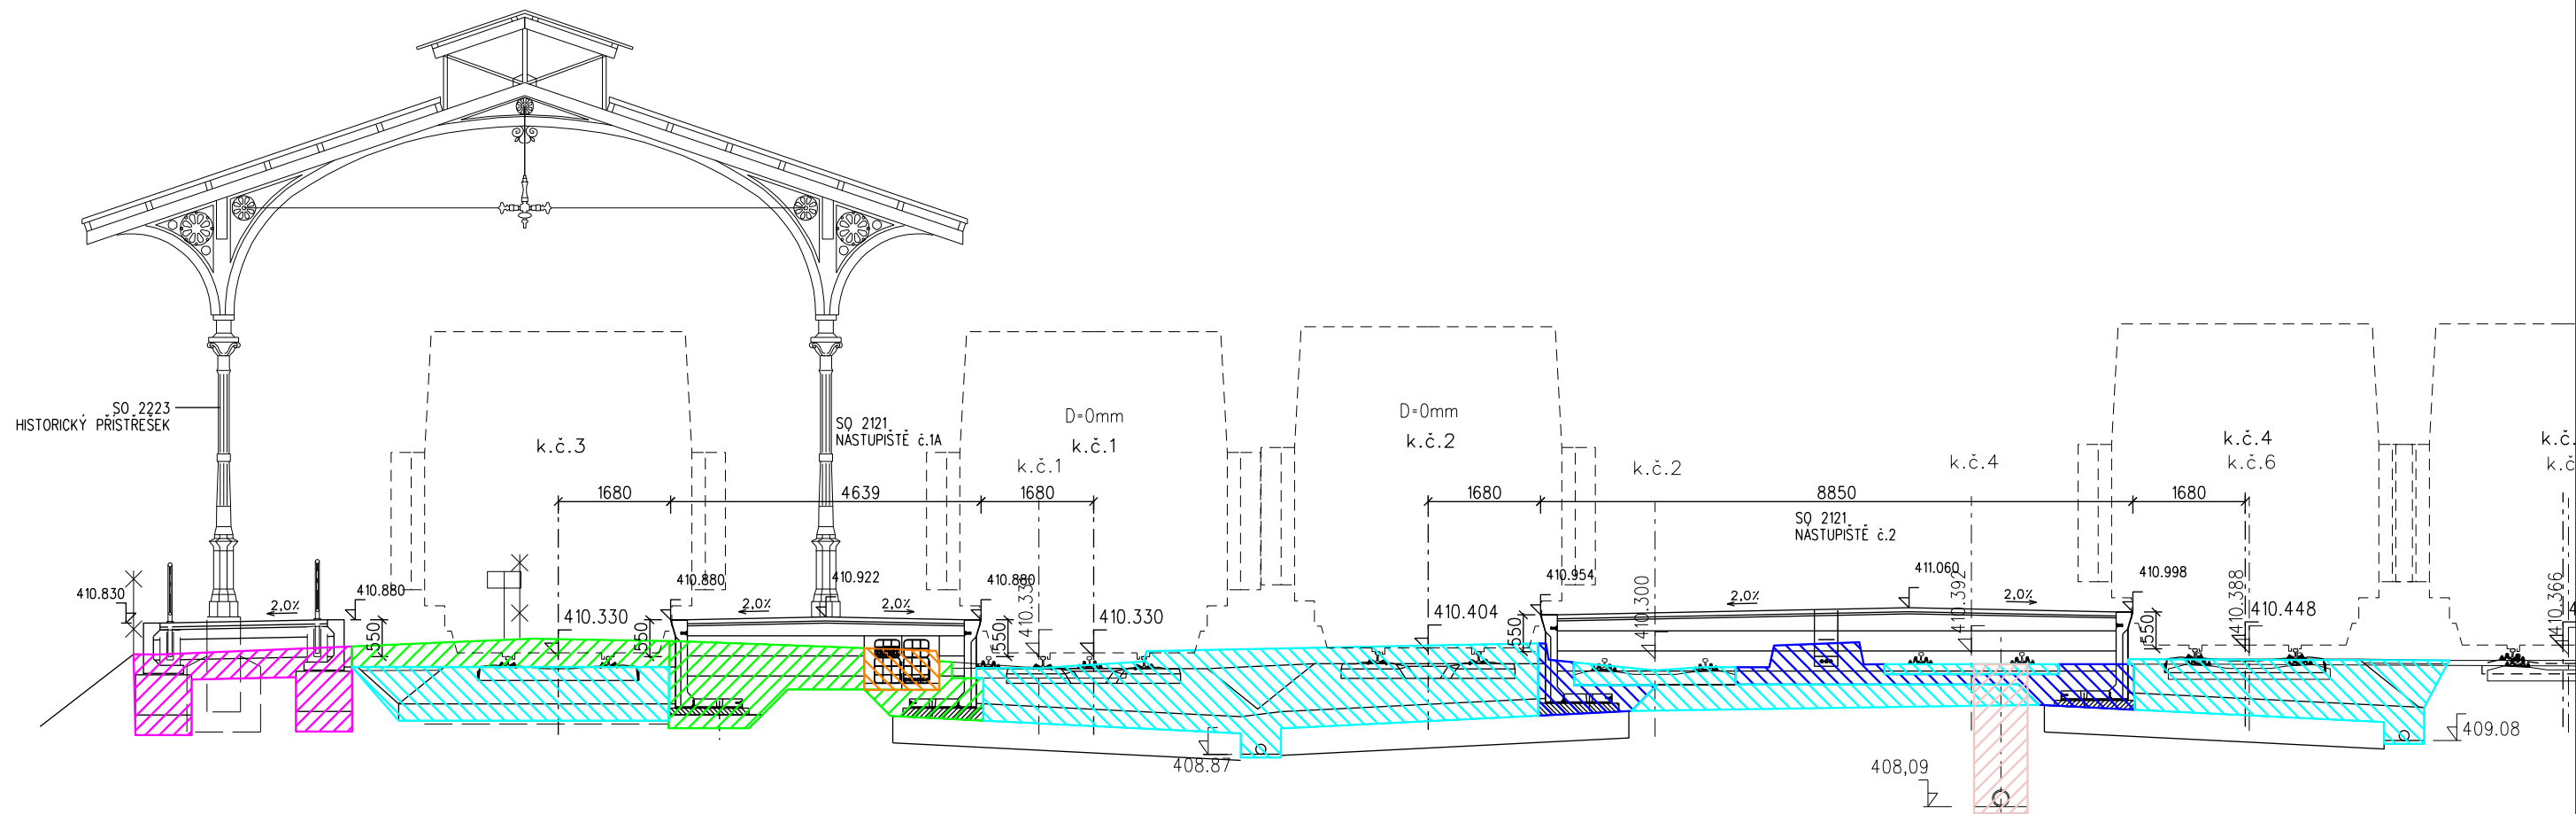 SO 2223
HISTORICKÝ PŘÍSTŘEŠEK
SO 2121
NÁSTUPIŠTĚ č.1A
k.č.3
D=0mm
k.č.1
k.č.1
D=0mm
k.č.2
k.č.2
k.č.4
k.č.4
k.č.6
k.č.
1680
4639
1680
1680
8850
1680
SO 2121
NÁSTUPIŠTĚ č.2
410.830
2,0%
410.880
550
410.330
550
410.880
2,0%
410.922
2,0%
410.880
550
410.330
410.404
550
410.954
410.300
2,0%
411.060
410.392
2,0%
410.998
550
410.388
410.448
410.366
408.87
408,09
409.08